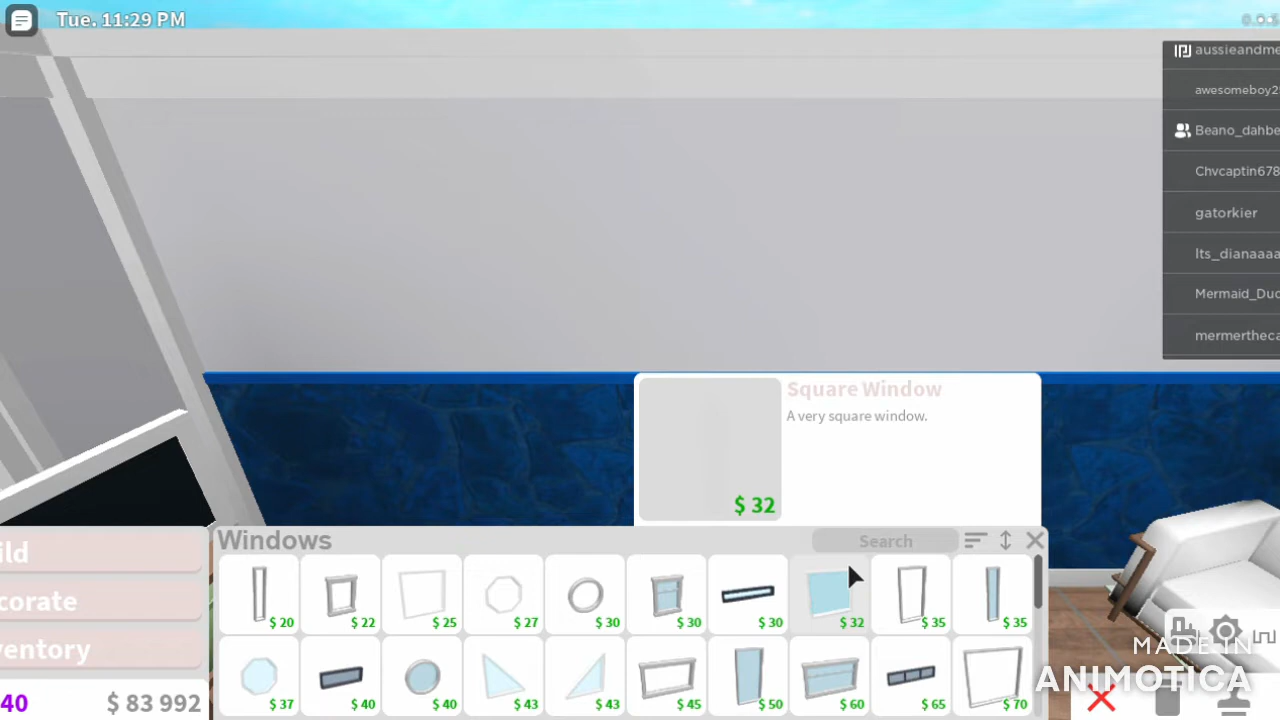 Tue. 11:29 PM
aussieandme
awesomeboy2
Beano_dahbe
Chvcaptin678
gatorkier
Mermaid_Duc
mermertheca
Square Window
A very square window.
$ 32
ild
Windows
Search
corate
$ 20
$ 22
$ 25
$ 27
$ 30
$ 30
$ 30
$ 32
$ 35
$ 35
ventory
MADE IN
ANIMOTICA
40
$ 83 992
$ 37
$ 40
$ 40
$ 43
$ 43
$ 45
$ 50
$ 60
$ 65
$ 70